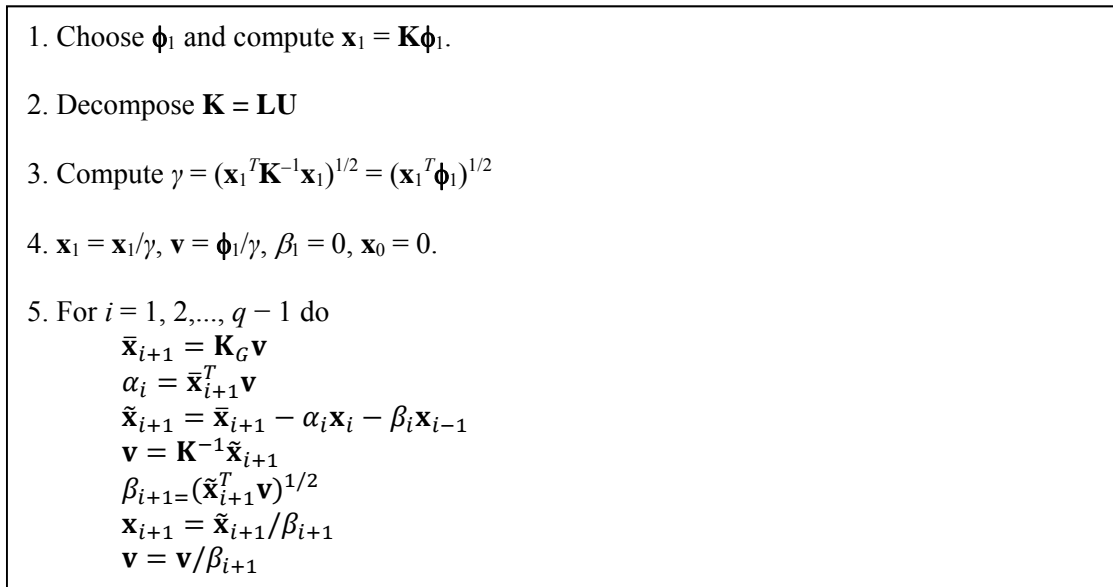 1. Choose ϕ₁ and compute x₁ = Kϕ₁.
2. Decompose K = LU
3. Compute γ = (x₁ᵀK⁻¹x₁)¹/² = (x₁ᵀϕ₁)¹/²
4. x₁ = x₁/γ, v = ϕ₁/γ, β₁ = 0, x₀ = 0.
5. For i = 1, 2,..., q − 1 do
x̄ᵢ₊₁ = K_G v
αᵢ = x̄ᵢ₊₁ᵀ v
x̃ᵢ₊₁ = x̄ᵢ₊₁ − αᵢxᵢ − βᵢxᵢ₋₁
v = K⁻¹x̃ᵢ₊₁
βᵢ₊₁₌(x̃ᵢ₊₁ᵀ v)¹/²
xᵢ₊₁ = x̃ᵢ₊₁/βᵢ₊₁
v = v/βᵢ₊₁